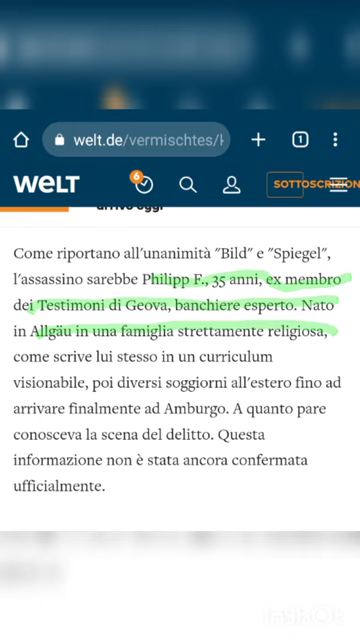 welt.de/vermischtes/k
1
WELT
6
SOTTOSCRIZION
arrivo oggi
Come riportano all'unanimità "Bild" e "Spiegel",
l'assassino sarebbe Philipp F., 35 anni, ex membro
dei Testimoni di Geova, banchiere esperto. Nato
in Allgäu in una famiglia strettamente religiosa,
come scrive lui stesso in un curriculum
visionabile, poi diversi soggiorni all'estero fino ad
arrivare finalmente ad Amburgo. A quanto pare
conosceva la scena del delitto. Questa
informazione non è stata ancora confermata
ufficialmente.